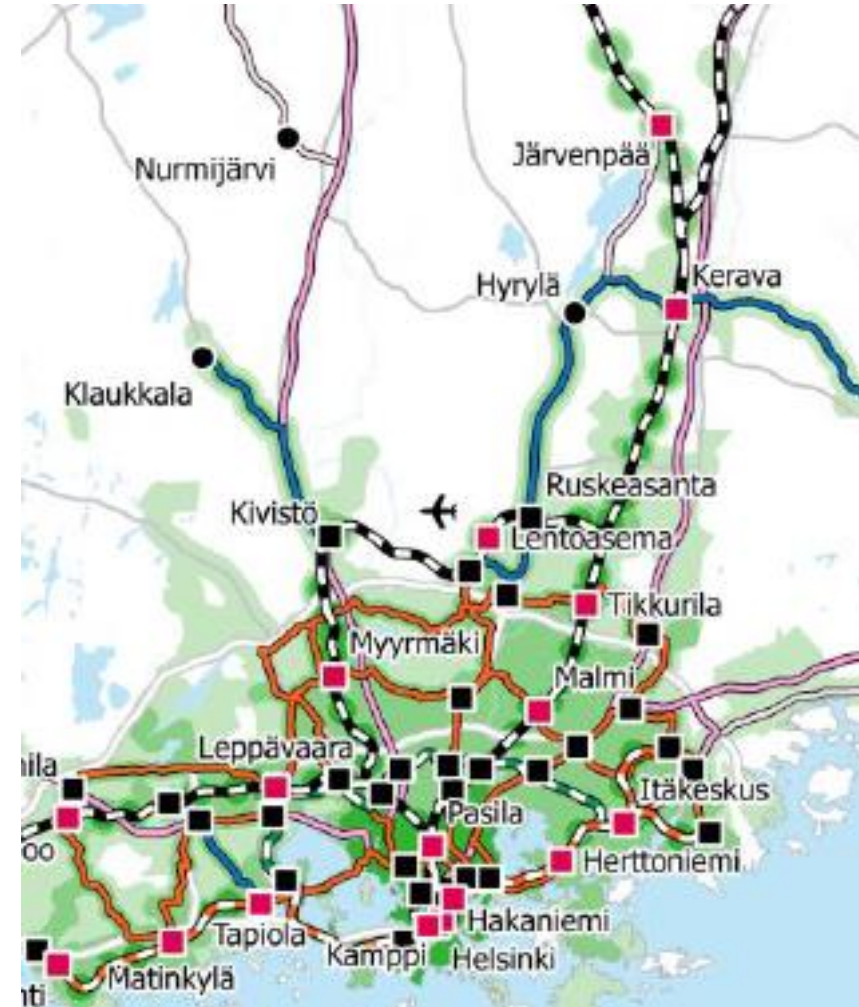 Järvenpää
Nurmijärvi
Kerava
Hyrylä
Klaukkala
Ruskeasanta
Kivistö
Lentoasema
Tikkurila
Myyrmäki
Malmi
Leppävaara
Itäkeskus
Pasila
Herttoniemi
Hakaniemi
Tapiola
Kamppi
Helsinki
Matinkylä